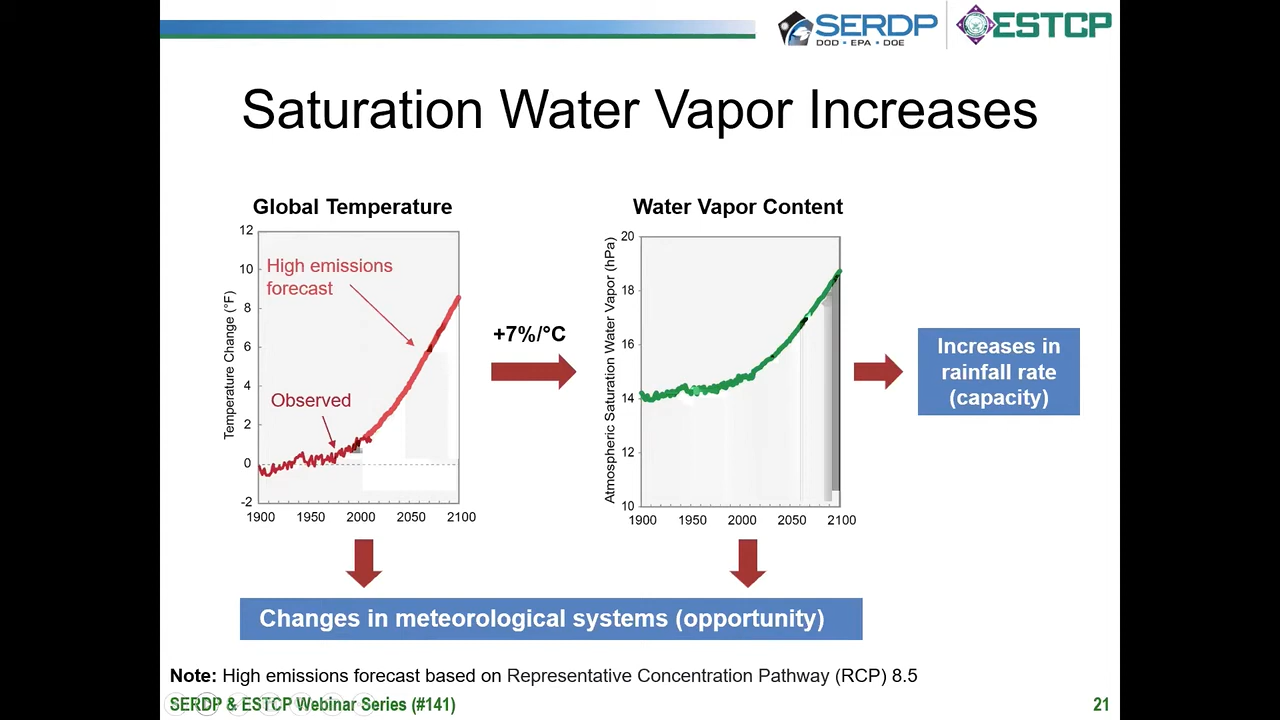 SERDP
DOD • EPA • DOE
ESTCP
Saturation Water Vapor Increases
Global Temperature
Temperature Change (°F)
12
10
8
6
4
2
0
-2
1900 1950 2000 2050 2100
High emissions
forecast
Observed
+7%/°C
Water Vapor Content
Atmospheric Saturation Water Vapor (hPa)
20
18
16
14
12
10
1900 1950 2000 2050 2100
Increases in
rainfall rate
(capacity)
Changes in meteorological systems (opportunity)
Note: High emissions forecast based on Representative Concentration Pathway (RCP) 8.5
SERDP & ESTCP Webinar Series (#141)
21